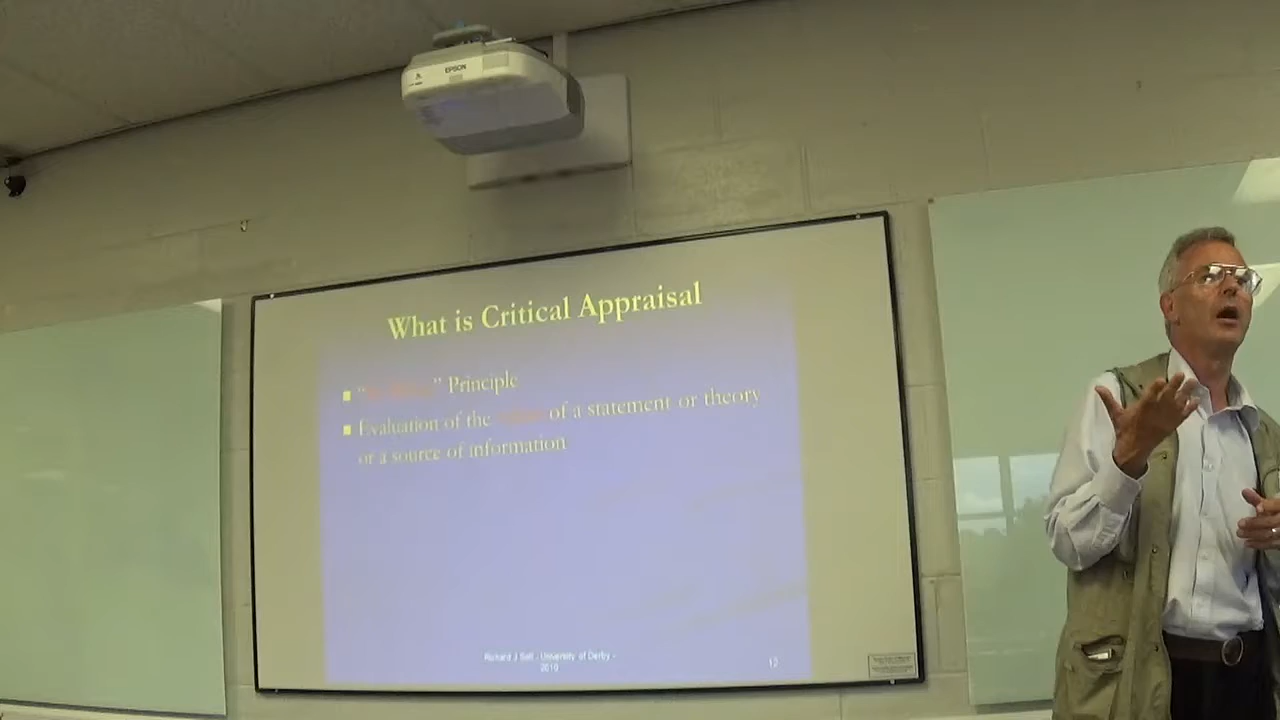 EPSON
What is Critical Appraisal
" " Principle
Evaluation of the of a statement or theory
or a source of information
Richard J Self - University of Derby -
2010
12